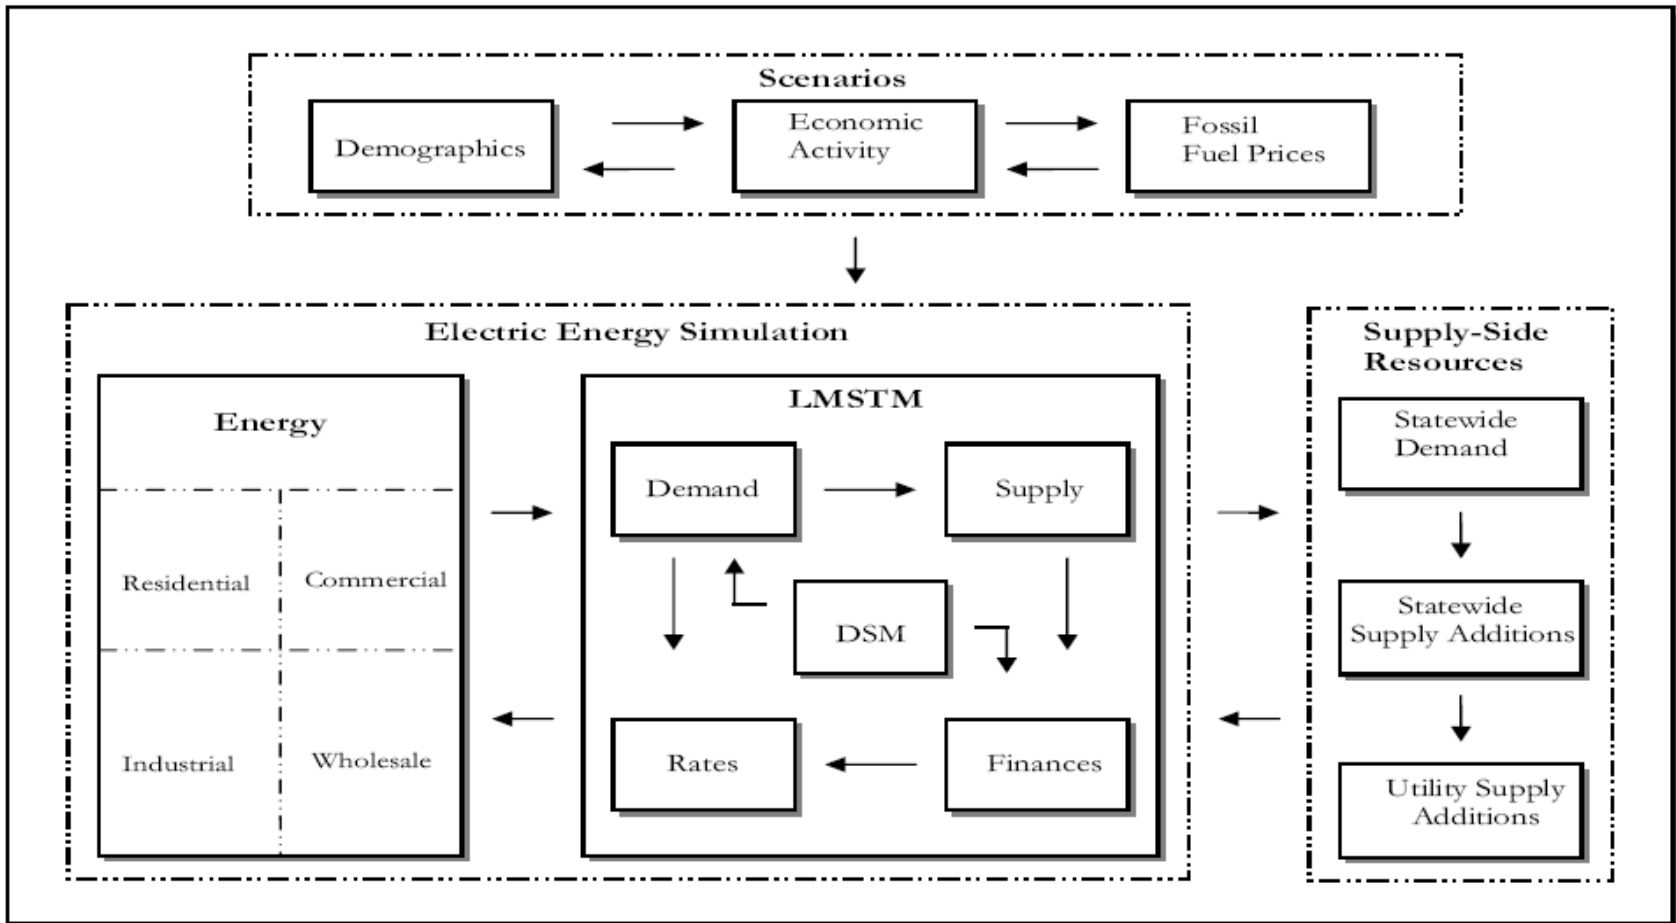 Scenarios
Demographics
Economic
Activity
Fossil
Fuel Prices
Electric Energy Simulation
Energy
Residential
Commercial
Industrial
Wholesale
LMSTM
Demand
Supply
DSM
Rates
Finances
Supply-Side
Resources
Statewide
Demand
Statewide
Supply Additions
Utility Supply
Additions